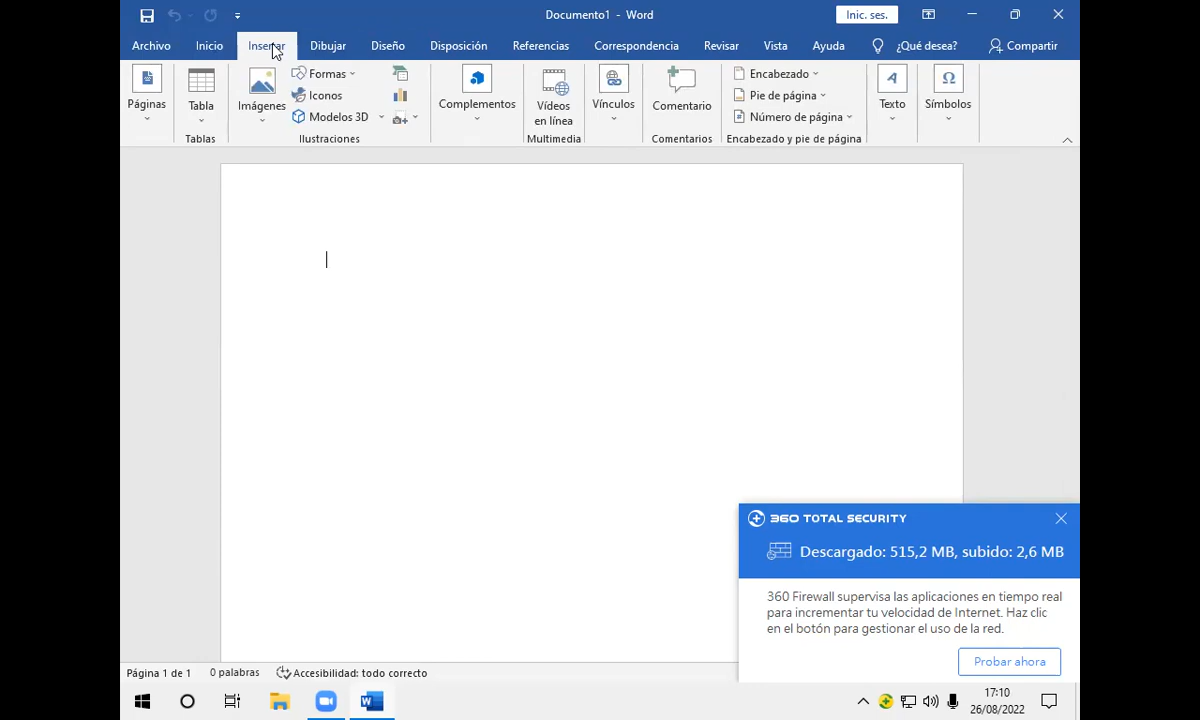 Documento1 - Word
Inic. ses.
Archivo Inicio Insertar Dibujar Diseño Disposición Referencias Correspondencia Revisar Vista Ayuda ¿Qué desea? Compartir
Páginas
Tabla
Tablas
Imágenes
Formas
Iconos
Modelos 3D
Ilustraciones
Complementos
Vídeos
en línea
Multimedia
Vínculos
Comentario
Comentarios
Encabezado
Pie de página
Número de página
Encabezado y pie de página
Texto
Símbolos
360 TOTAL SECURITY
Descargado: 515,2 MB, subido: 2,6 MB
360 Firewall supervisa las aplicaciones en tiempo real
para incrementar tu velocidad de Internet. Haz clic
en el botón para gestionar el uso de la red.
Probar ahora
Página 1 de 1 0 palabras Accesibilidad: todo correcto
17:10
26/08/2022